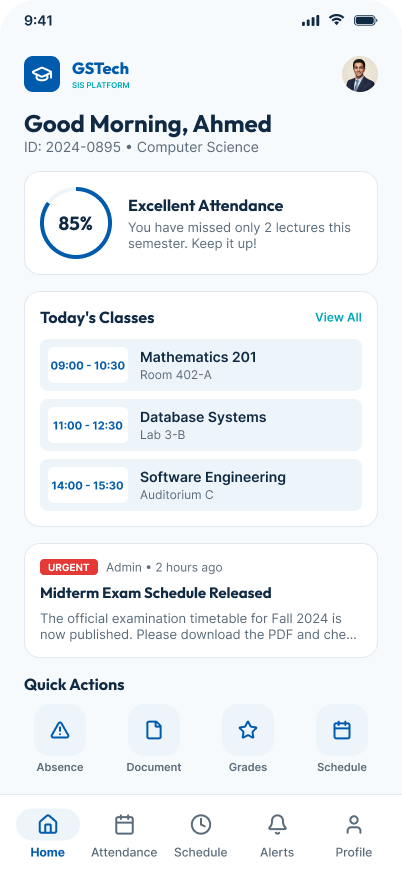 9:41
GSTech
SIS PLATFORM
Good Morning, Ahmed
ID: 2024-0895 • Computer Science
85%
Excellent Attendance
You have missed only 2 lectures this
semester. Keep it up!
Today's Classes
View All
09:00 - 10:30
Mathematics 201
Room 402-A
11:00 - 12:30
Database Systems
Lab 3-B
14:00 - 15:30
Software Engineering
Auditorium C
URGENT
Admin • 2 hours ago
Midterm Exam Schedule Released
The official examination timetable for Fall 2024 is
now published. Please download the PDF and che...
Quick Actions
Absence
Document
Grades
Schedule
Home
Attendance
Schedule
Alerts
Profile